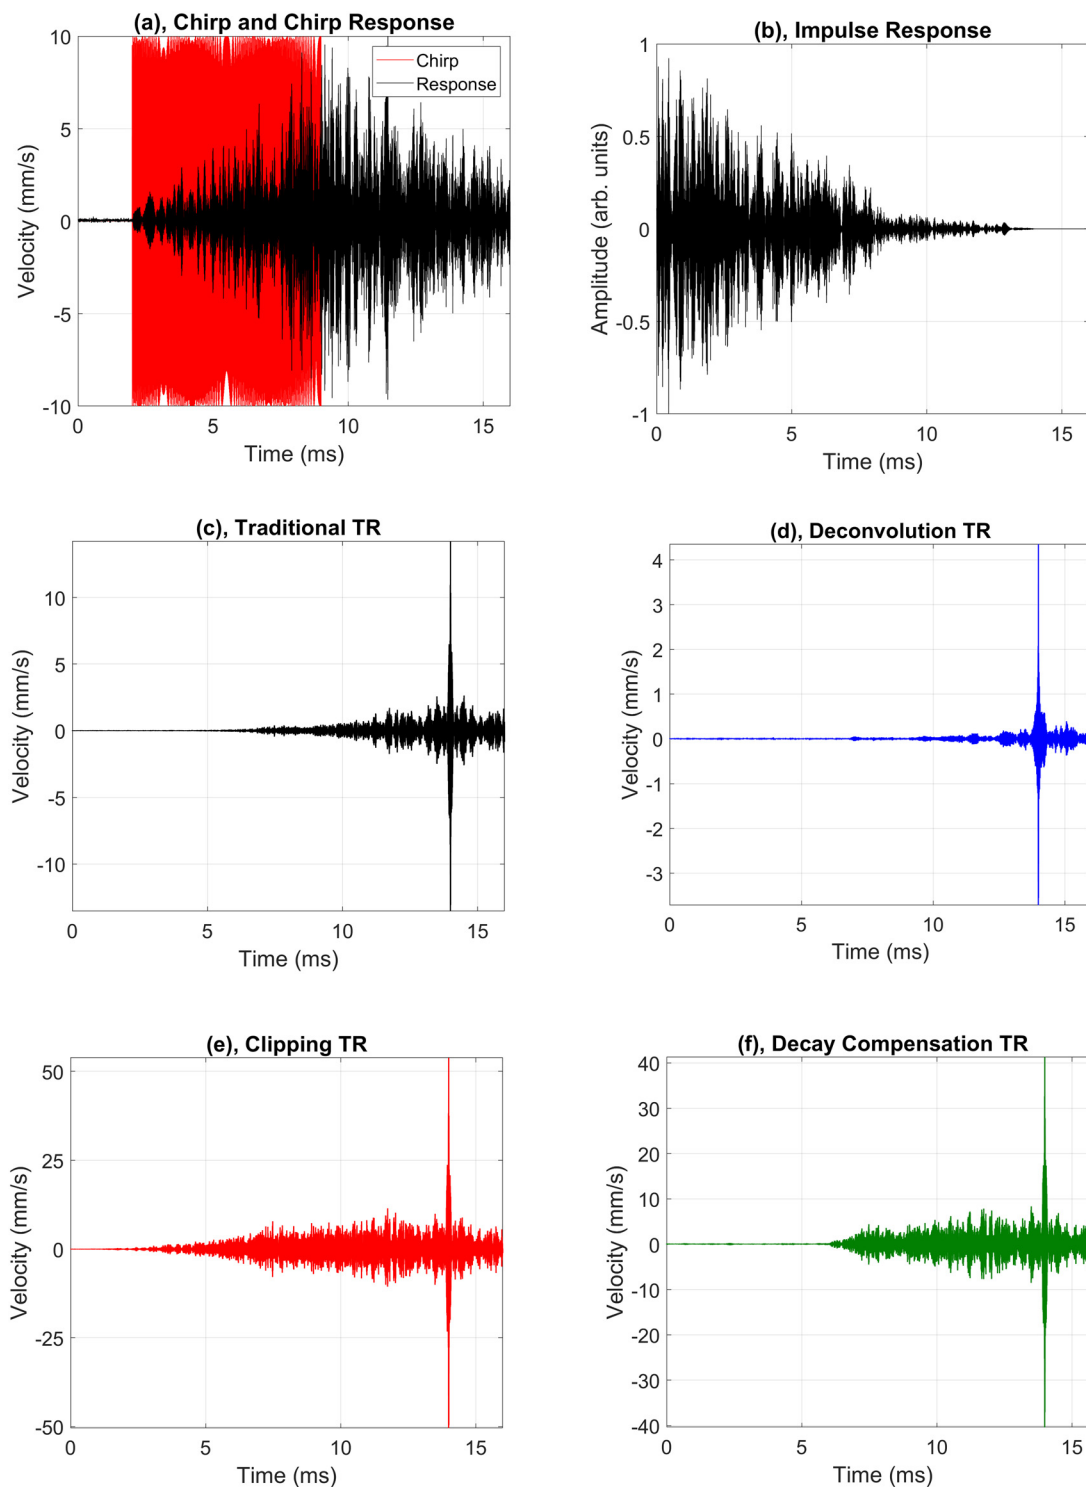 (a), Chirp and Chirp Response
Velocity (mm/s)
10
5
0
-5
-10
Chirp
Response
0 5 10 15
Time (ms)
(b), Impulse Response
Amplitude (arb. units)
1
0.5
0
-0.5
-1
0 5 10 15
Time (ms)
(c), Traditional TR
Velocity (mm/s)
10
5
0
-5
-10
0 5 10 15
Time (ms)
(d), Deconvolution TR
Velocity (mm/s)
4
3
2
1
0
-1
-2
-3
0 5 10 15
Time (ms)
(e), Clipping TR
Velocity (mm/s)
50
25
0
-25
-50
0 5 10 15
Time (ms)
(f), Decay Compensation TR
Velocity (mm/s)
40
30
20
10
0
-10
-20
-30
-40
0 5 10 15
Time (ms)